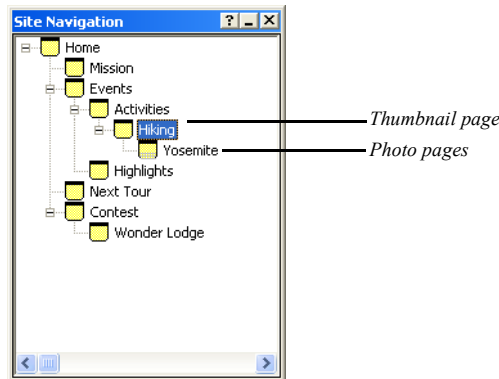 Site Navigation
Home
Mission
Events
Activities
Hiking
Thumbnail page
Yosemite
Photo pages
Highlights
Next Tour
Contest
Wonder Lodge